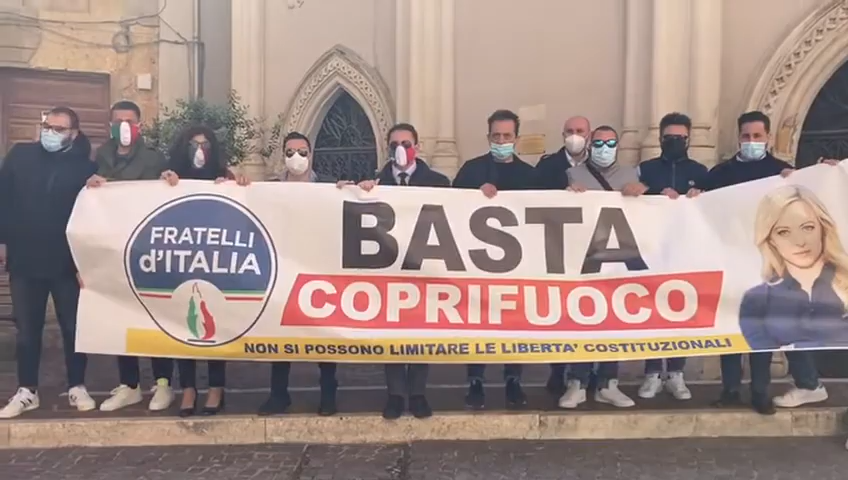 FRATELLI
d'ITALIA
BASTA
COPRIFUOCO
NON SI POSSONO LIMITARE LE LIBERTA' COSTITUZIONALI